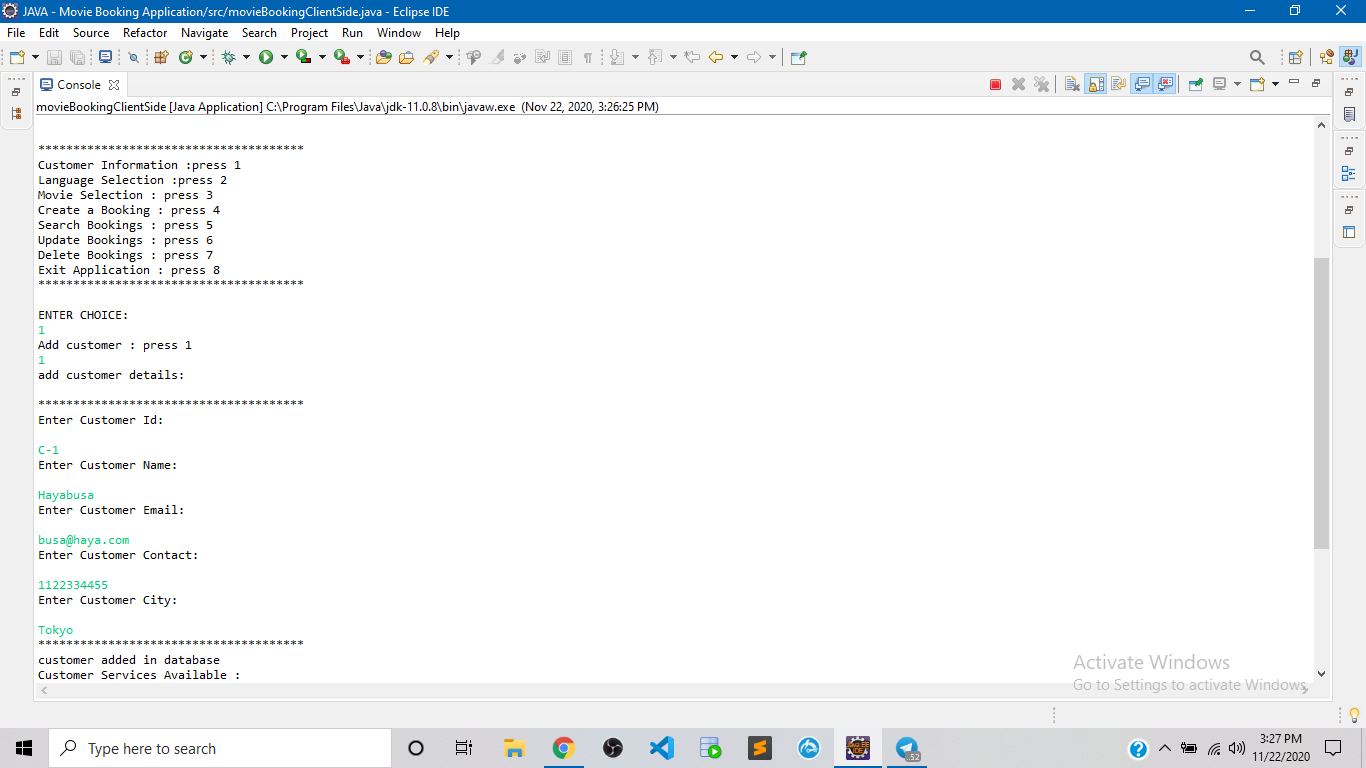 JAVA - Movie Booking Application/src/movieBookingClientSide.java - Eclipse IDE
File Edit Source Refactor Navigate Search Project Run Window Help
Console
movieBookingClientSide [Java Application] C:\Program Files\Java\jdk-11.0.8\bin\javaw.exe (Nov 22, 2020, 3:26:25 PM)
**************************************
Customer Information :press 1
Language Selection :press 2
Movie Selection : press 3
Create a Booking : press 4
Search Bookings : press 5
Update Bookings : press 6
Delete Bookings : press 7
Exit Application : press 8
**************************************
ENTER CHOICE:
1
Add customer : press 1
1
add customer details:
**************************************
Enter Customer Id:
C-1
Enter Customer Name:
Hayabusa
Enter Customer Email:
busa@haya.com
Enter Customer Contact:
1122334455
Enter Customer City:
Tokyo
**************************************
customer added in database
Customer Services Available :
Activate Windows
Go to Settings to activate Windows.
Type here to search
3:27 PM
11/22/2020